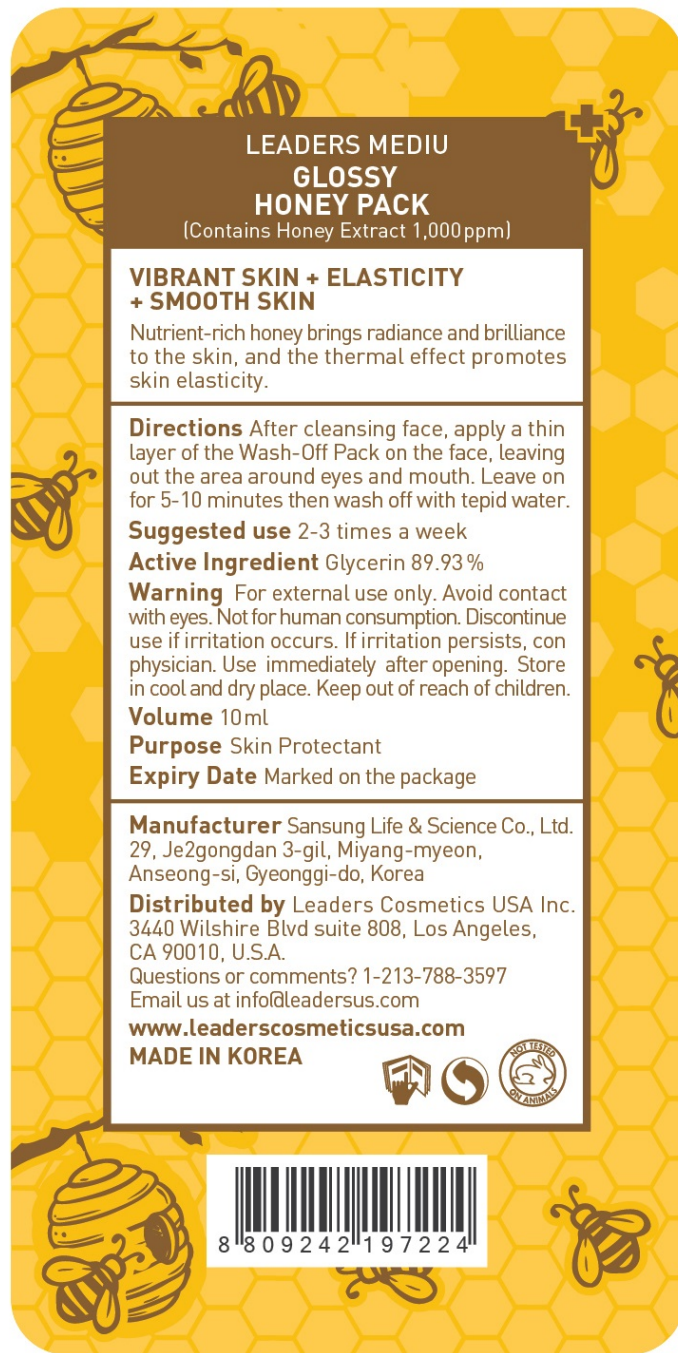 LEADERS MEDIU
GLOSSY
HONEY PACK
(Contains Honey Extract 1,000ppm)
VIBRANT SKIN + ELASTICITY
+ SMOOTH SKIN
Nutrient-rich honey brings radiance and brilliance
to the skin, and the thermal effect promotes
skin elasticity.
Directions After cleansing face, apply a thin
layer of the Wash-Off Pack on the face, leaving
out the area around eyes and mouth. Leave on
for 5-10 minutes then wash off with tepid water.
Suggested use 2-3 times a week
Active Ingredient Glycerin 89.93%
Warning For external use only. Avoid contact
with eyes. Not for human consumption. Discontinue
use if irritation occurs. If irritation persists, con
physician. Use immediately after opening. Store
in cool and dry place. Keep out of reach of children.
Volume 10ml
Purpose Skin Protectant
Expiry Date Marked on the package
Manufacturer Sansung Life & Science Co., Ltd.
29, Je2gongdan 3-gil, Miyang-myeon,
Anseong-si, Gyeonggi-do, Korea
Distributed by Leaders Cosmetics USA Inc.
3440 Wilshire Blvd suite 808, Los Angeles,
CA 90010, U.S.A.
Questions or comments? 1-213-788-3597
Email us at info@leadersus.com
www.leaderscosmeticsusa.com
MADE IN KOREA
NOT TESTED
ON ANIMALS
8 809242 197224